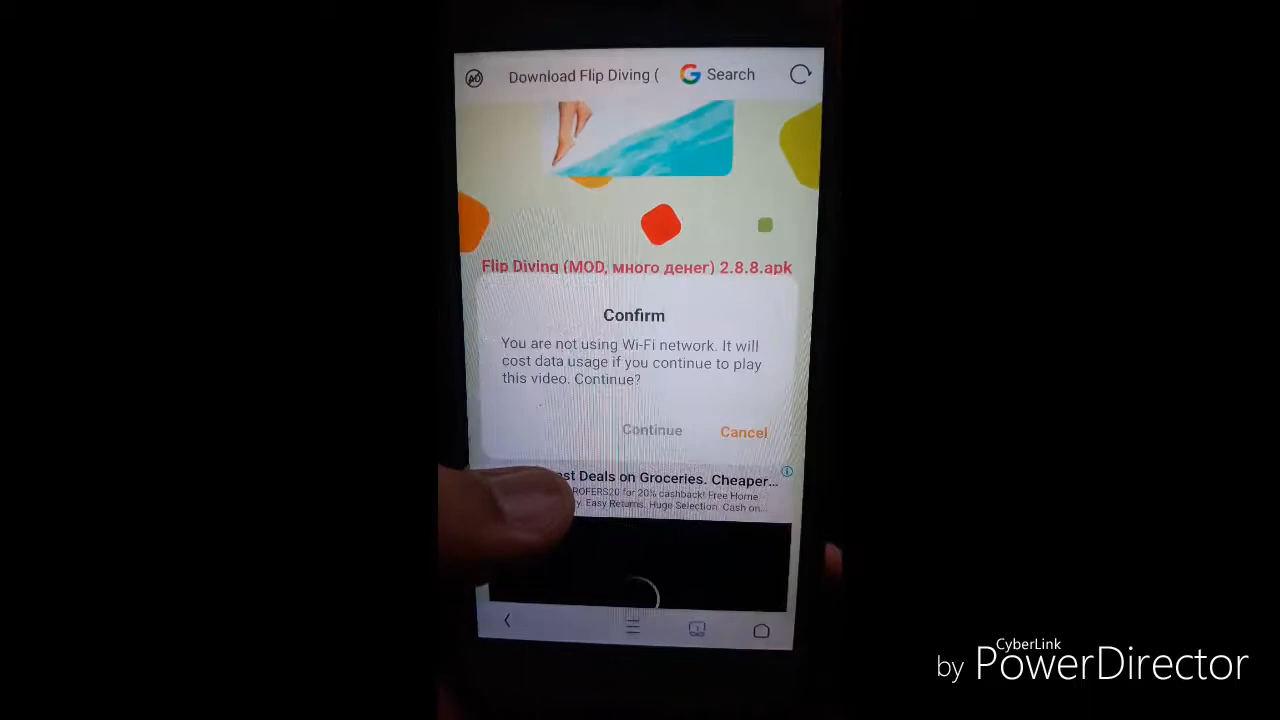 Download Flip Diving (
Search
Flip Diving (MOD, много денег) 2.8.8.apk
Confirm
You are not using Wi-Fi network. It will
cost data usage if you continue to play
this video. Continue?
Continue
Cancel
Deals on Groceries. Cheaper...
ROFERS20 for 20% cashback! Free Home
Easy Returns. Huge Selection. Cash on...
1
CyberLink
by PowerDirector